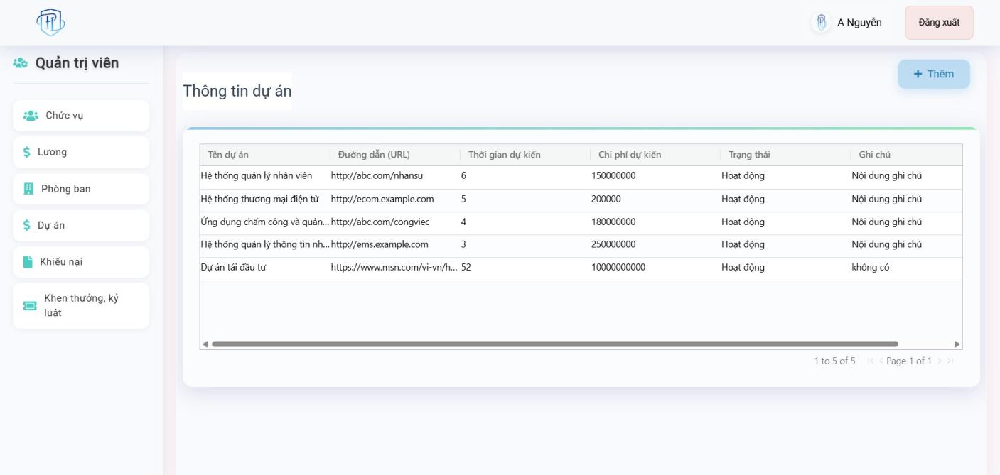 A Nguyễn
Đăng xuất
Quản trị viên
Chức vụ
Lương
Phòng ban
Dự án
Khiếu nại
Khen thưởng, kỷ
luật
Thêm
Thông tin dự án
Tên dự án Đường dẫn (URL) Thời gian dự kiến Chi phí dự kiến Trạng thái Ghi chú
Hệ thống quản lý nhân viên http://abc.com/nhansu 6 150000000 Hoạt động Nội dung ghi chú
Hệ thống thương mại điện tử http://ecom.example.com 5 200000 Hoạt động Nội dung ghi chú
Ứng dụng chấm công và quản... http://abc.com/congviec 4 180000000 Hoạt động Nội dung ghi chú
Hệ thống quản lý thông tin nh... http://ems.example.com 3 250000000 Hoạt động Nội dung ghi chú
Dự án tái đầu tư https://www.msn.com/vi-vn/h... 52 10000000000 Hoạt động không có
1 to 5 of 5 Page 1 of 1